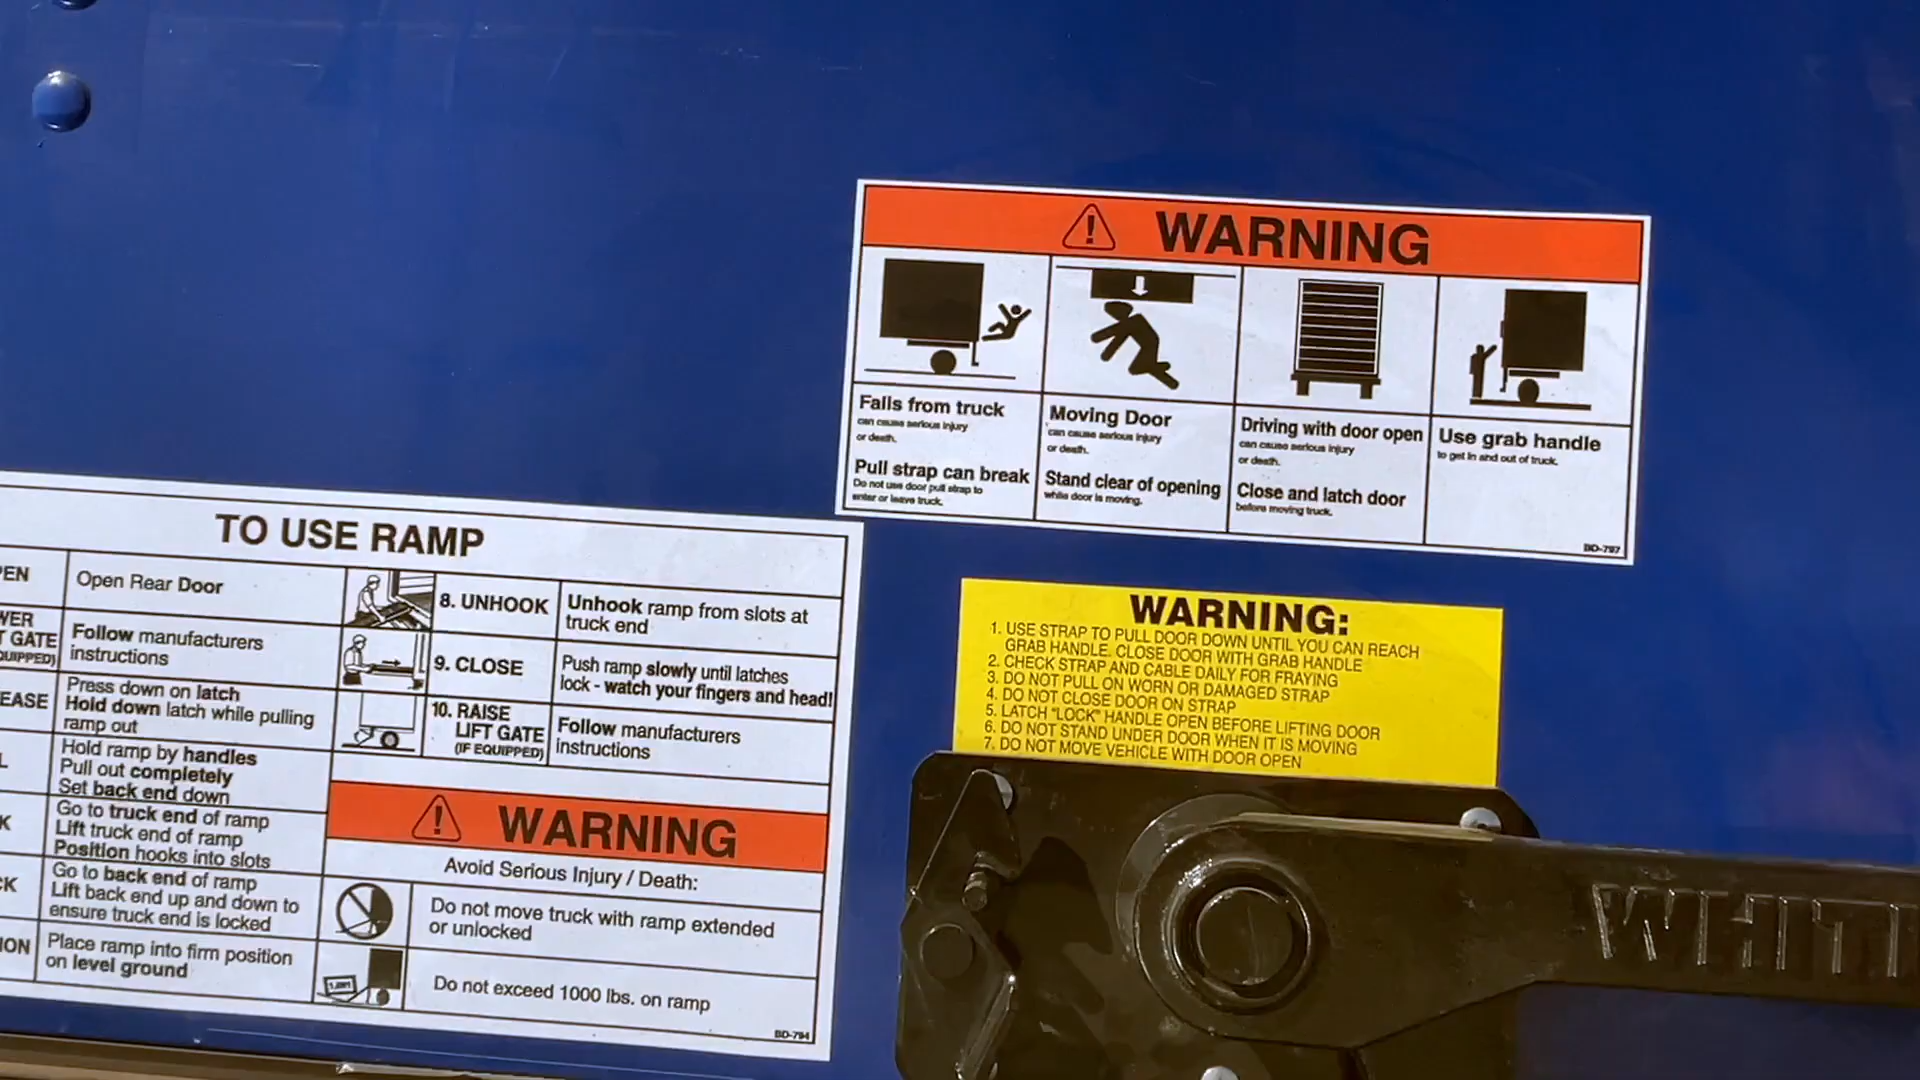 WARNING
Falls from truck
can cause serious injury
or death.
Pull strap can break
Do not use door pull strap to
enter or leave truck.
Moving Door
can cause serious injury
or death.
Stand clear of opening
while door is moving.
Driving with door open
can cause serious injury
or death.
Close and latch door
before moving truck.
Use grab handle
to get in and out of truck.
BD-797
TO USE RAMP
Open Rear Door
GATE
Follow manufacturers
instructions
Press down on latch
Hold down latch while pulling
ramp out
Hold ramp by handles
Pull out completely
Set back end down
Go to truck end of ramp
Lift truck end of ramp
Position hooks into slots
Go to back end of ramp
Lift back end up and down to
ensure truck end is locked
Place ramp into firm position
on level ground
8. UNHOOK
Unhook ramp from slots at
truck end
9. CLOSE
Push ramp slowly until latches
lock - watch your fingers and head!
10. RAISE
LIFT GATE
(IF EQUIPPED)
Follow manufacturers
instructions
WARNING
Avoid Serious Injury / Death:
Do not move truck with ramp extended
or unlocked
Do not exceed 1000 lbs. on ramp
BD-794
WARNING:
1. USE STRAP TO PULL DOOR DOWN UNTIL YOU CAN REACH
GRAB HANDLE. CLOSE DOOR WITH GRAB HANDLE
2. CHECK STRAP AND CABLE DAILY FOR FRAYING
3. DO NOT PULL ON WORN OR DAMAGED STRAP
4. DO NOT CLOSE DOOR ON STRAP
5. LATCH "LOCK" HANDLE OPEN BEFORE LIFTING DOOR
6. DO NOT STAND UNDER DOOR WHEN IT IS MOVING
7. DO NOT MOVE VEHICLE WITH DOOR OPEN
WHITI